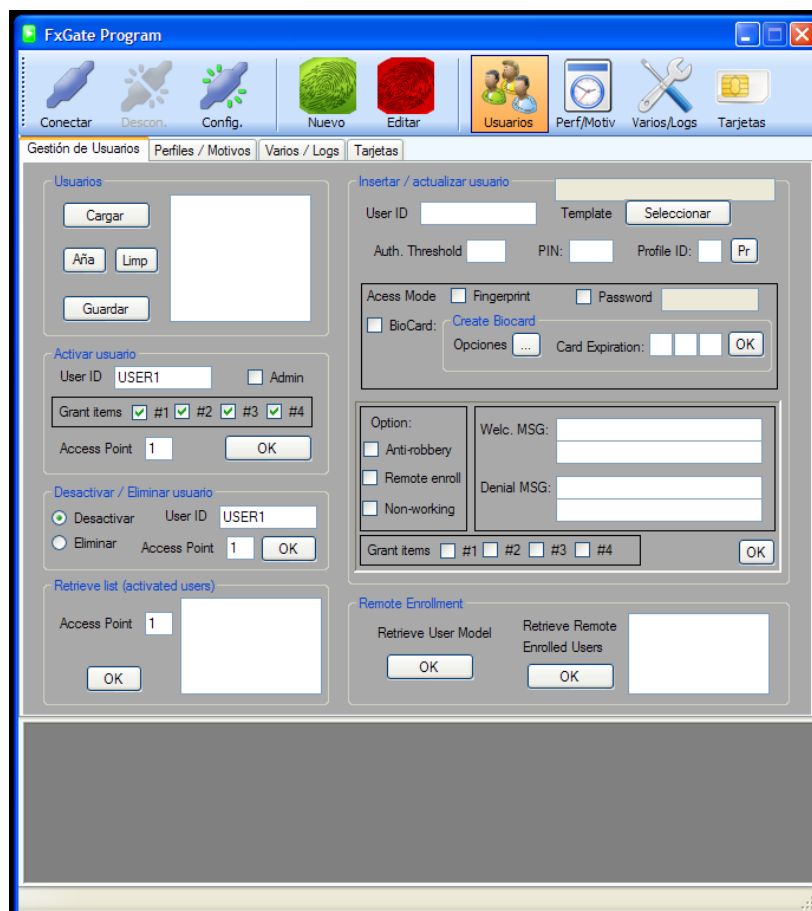 FxGate Program
Conectar Descon. Config. Nuevo Editar Usuarios Perf/Motiv Varios/Logs Tarjetas
Gestión de Usuarios Perfiles / Motivos Varios / Logs Tarjetas
Usuarios
Cargar
Aña Limp
Guardar
Activar usuario
User ID USER1 Admin
Grant items #1 #2 #3 #4
Access Point 1 OK
Desactivar / Eliminar usuario
Desactivar User ID USER1
Eliminar Access Point 1 OK
Retrieve list (activated users)
Access Point 1
OK
Insertar / actualizar usuario
User ID Template Seleccionar
Auth. Threshold PIN: Profile ID: Pr
Acess Mode Fingerprint Password
BioCard: Create Biocard
Opciones ... Card Expiration: OK
Option:
Anti-robbery
Remote enroll
Non-working
Welc. MSG:
Denial MSG:
Grant items #1 #2 #3 #4 OK
Remote Enrollment
Retrieve User Model
OK
Retrieve Remote
Enrolled Users
OK